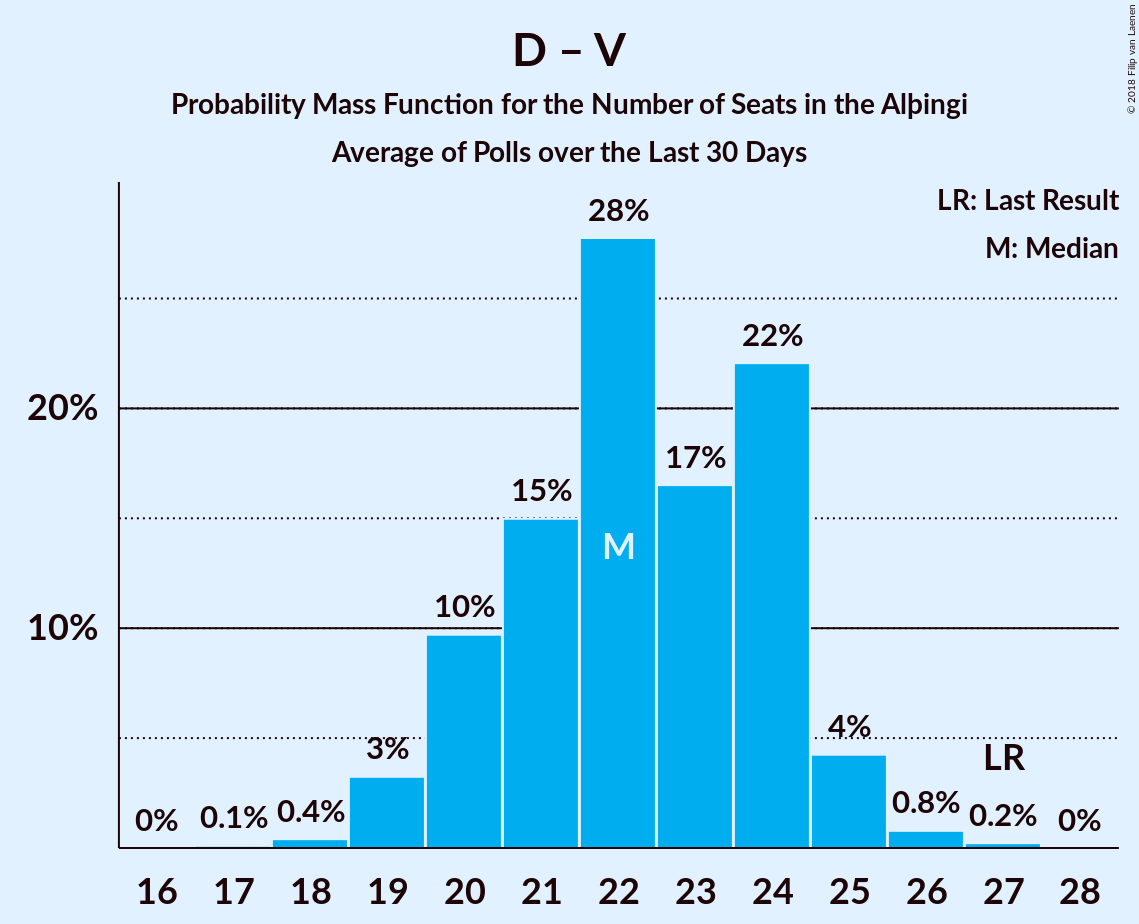 D – V
Probability Mass Function for the Number of Seats in the Alþingi
Average of Polls over the Last 30 Days
© 2018 Filip van Laenen
LR: Last Result
M: Median
28%
22%
20%
17%
15%
M
10%
10%
4%
3%
LR
0.8%
0.4%
0.2%
0.1%
0%
0%
16 17 18 19 20 21 22 23 24 25 26 27 28